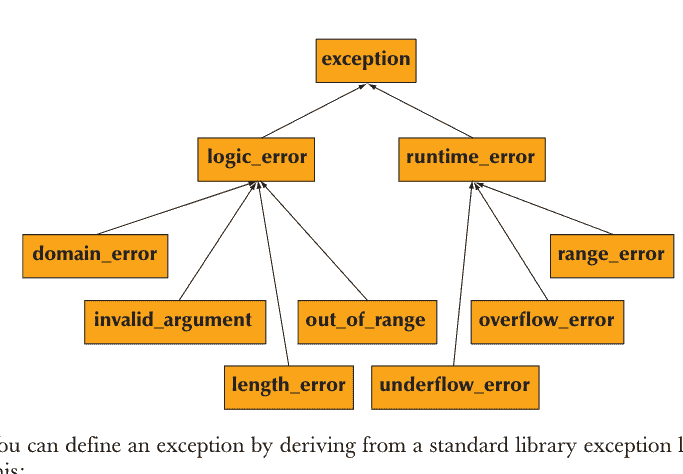 exception
logic_error runtime_error
domain_error range_error
invalid_argument out_of_range overflow_error
length_error underflow_error
ou can define an exception by deriving from a standard library exception l
his: